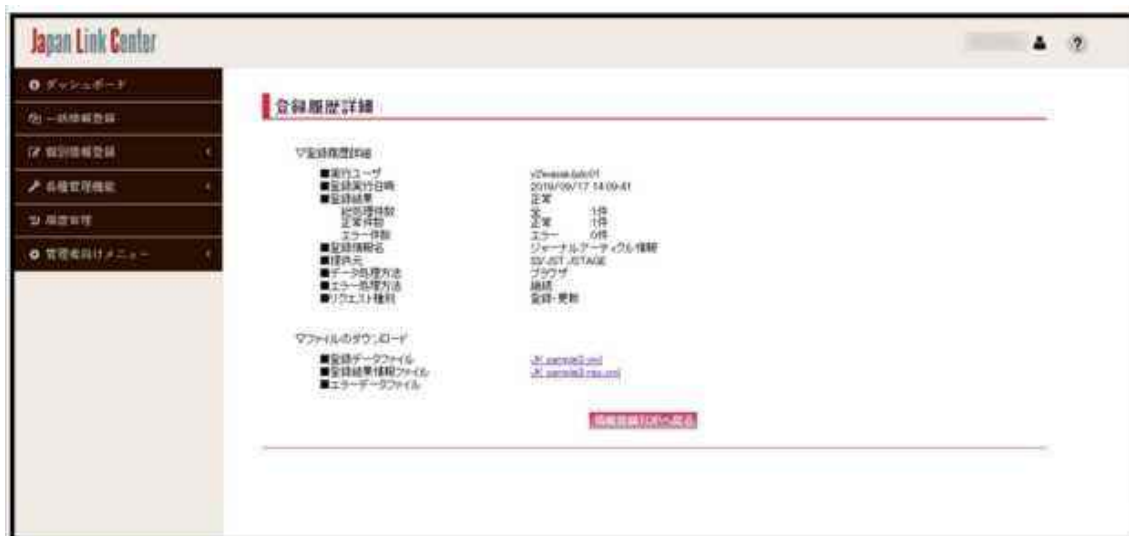 Japan Link Center
?
ダッシュボード
一括情報登録
個別情報登録
各種管理機能
履歴管理
管理者向けメニュー
登録履歴詳細
▽登録履歴詳細
■実行ユーザ
■登録実行日時 2019/09/17 14:09:41
■登録結果 正常
総処理件数 全 1件
正常件数 正常 1件
エラー件数 エラー 0件
■登録情報名 ジャーナルアーティクル情報
■提供元 SV JST JSTAGE
■データ処理方法 ブラウザ
■エラー処理方法 継続
■リクエスト種別 登録・更新
▽ファイルのダウンロード
■登録データファイル
■登録結果情報ファイル
■エラーデータファイル
情報登録TOPへ戻る